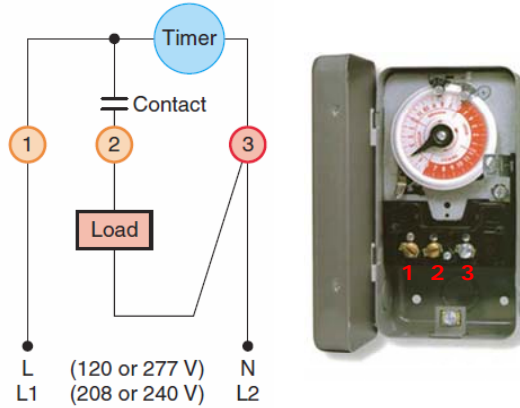 Timer
Contact
1 2 3
Load
1 2 3
L (120 or 277 V) N
L1 (208 or 240 V) L2